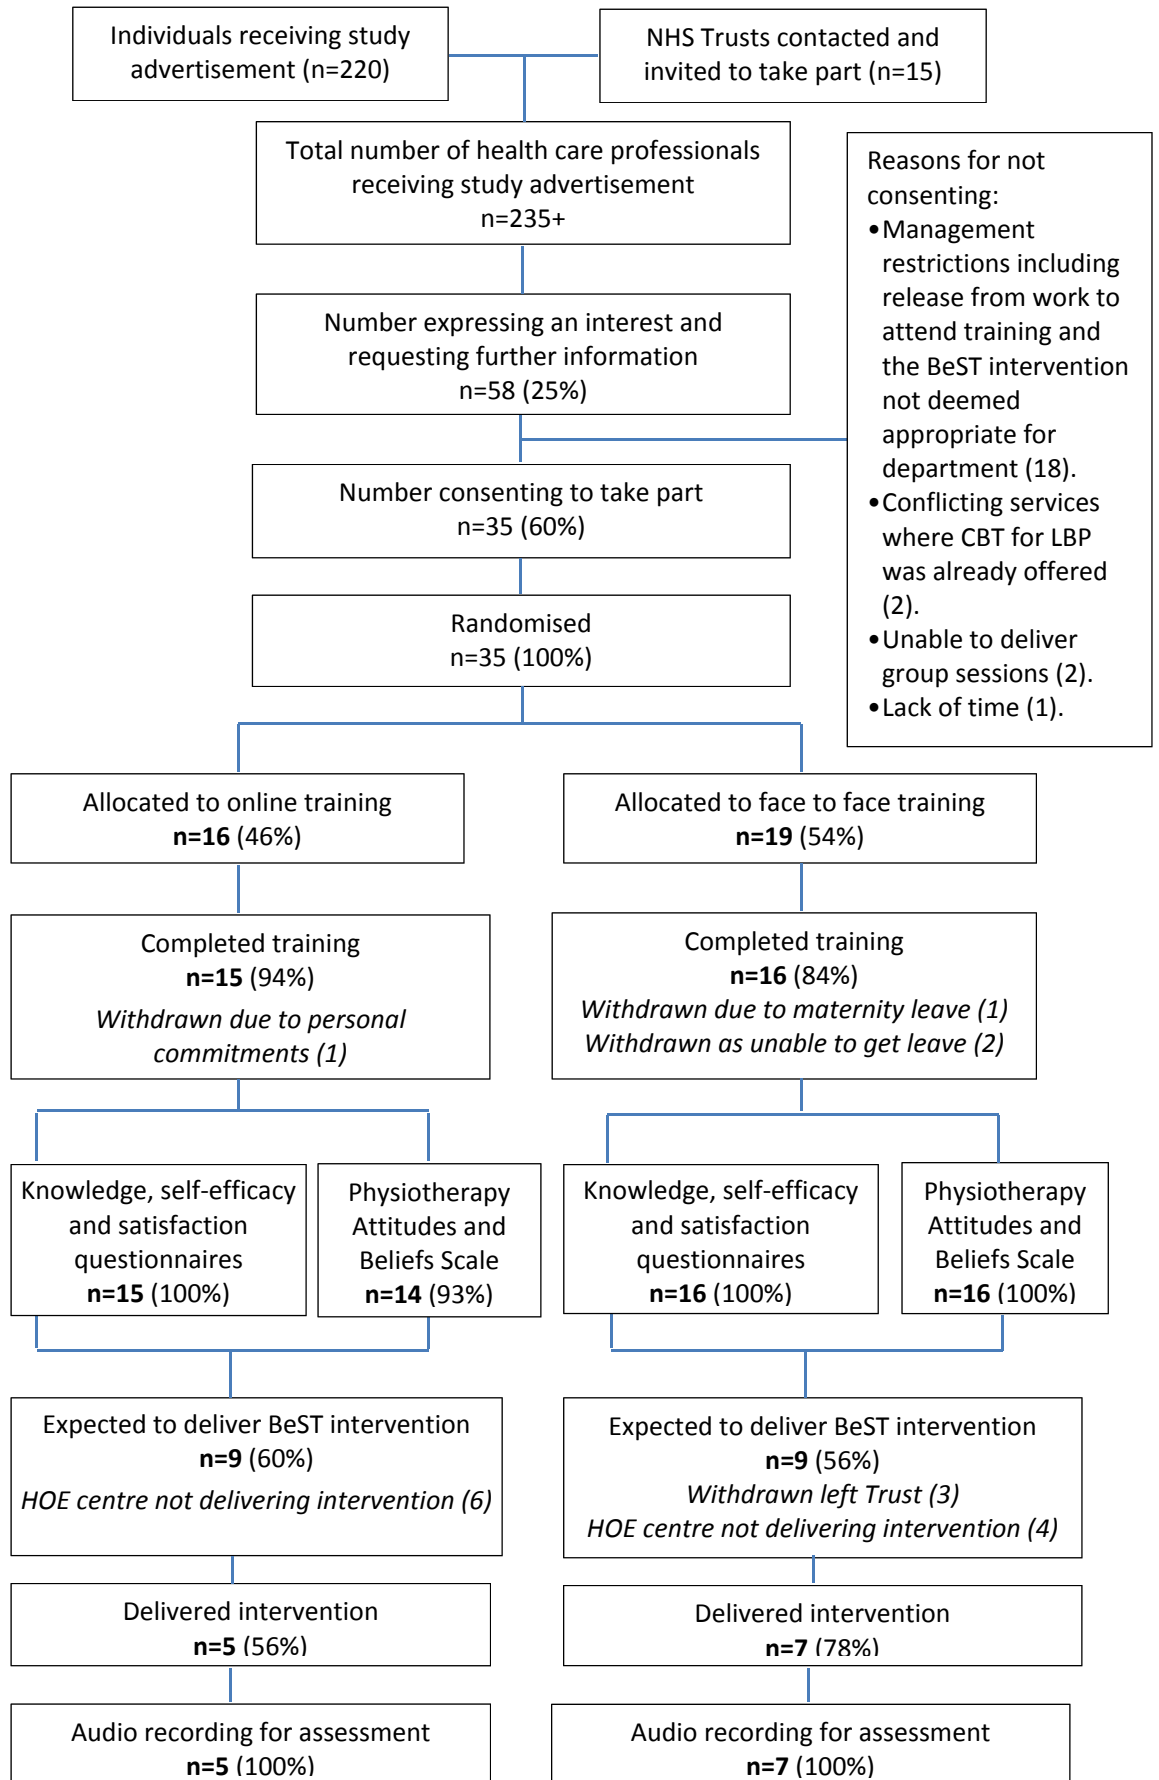 Individuals receiving study
advertisement (n=220)
NHS Trusts contacted and
invited to take part (n=15)
Total number of health care professionals
receiving study advertisement
n=235+
Reasons for not
consenting:
•Management
restrictions including
release from work to
attend training and
the BeST intervention
not deemed
appropriate for
department (18).
•Conflicting services
where CBT for LBP
was already offered
(2).
•Unable to deliver
group sessions (2).
•Lack of time (1).
Number expressing an interest and
requesting further information
n=58 (25%)
Number consenting to take part
n=35 (60%)
Randomised
n=35 (100%)
Allocated to online training
n=16 (46%)
Allocated to face to face training
n=19 (54%)
Completed training
n=15 (94%)
Withdrawn due to personal
commitments (1)
Completed training
n=16 (84%)
Withdrawn due to maternity leave (1)
Withdrawn as unable to get leave (2)
Knowledge, self-efficacy
and satisfaction
questionnaires
n=15 (100%)
Physiotherapy
Attitudes and
Beliefs Scale
n=14 (93%)
Knowledge, self-efficacy
and satisfaction
questionnaires
n=16 (100%)
Physiotherapy
Attitudes and
Beliefs Scale
n=16 (100%)
Expected to deliver BeST intervention
n=9 (60%)
HOE centre not delivering intervention (6)
Expected to deliver BeST intervention
n=9 (56%)
Withdrawn left Trust (3)
HOE centre not delivering intervention (4)
Delivered intervention
n=5 (56%)
Delivered intervention
n=7 (78%)
Audio recording for assessment
n=5 (100%)
Audio recording for assessment
n=7 (100%)